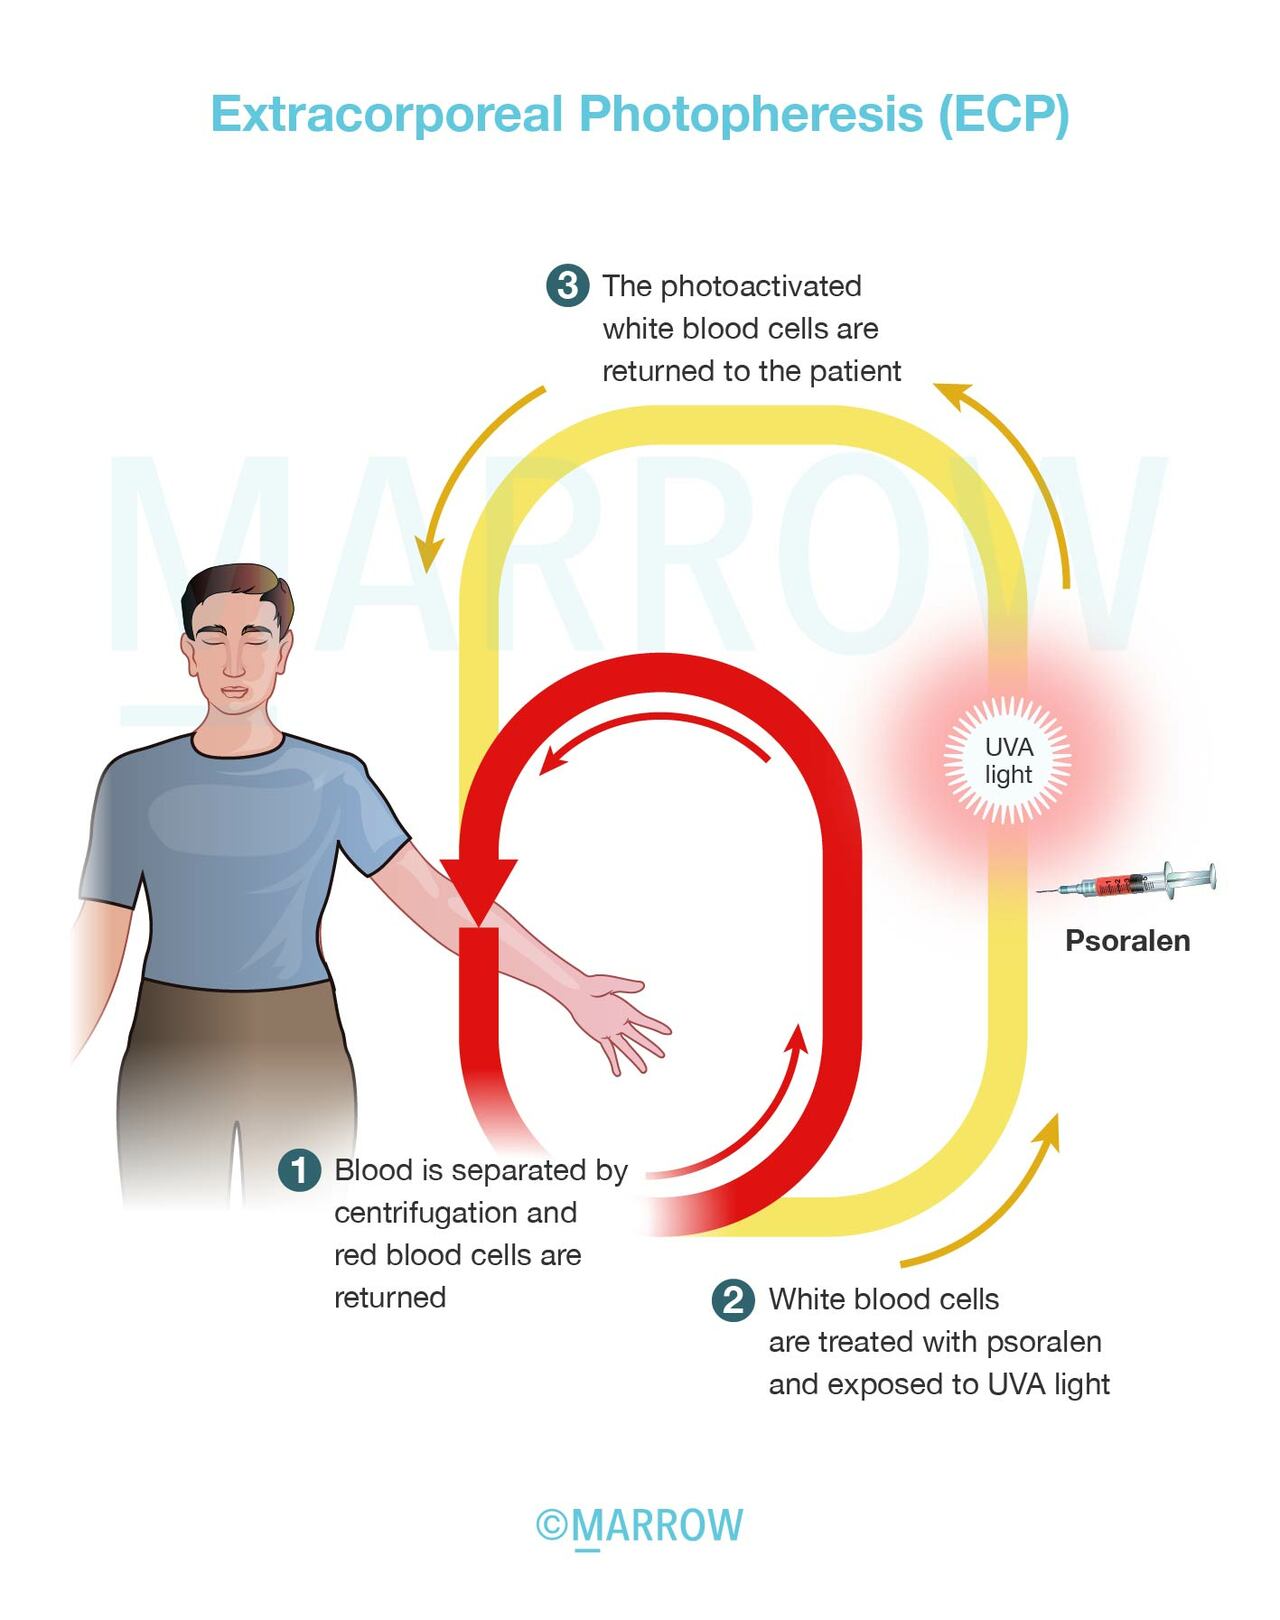 Extracorporeal Photopheresis (ECP)
3 The photoactivated
white blood cells are
returned to the patient
MARROW
UVA
light
Psoralen
1 Blood is separated by
centrifugation and
red blood cells are
returned
2 White blood cells
are treated with psoralen
and exposed to UVA light
©MARROW